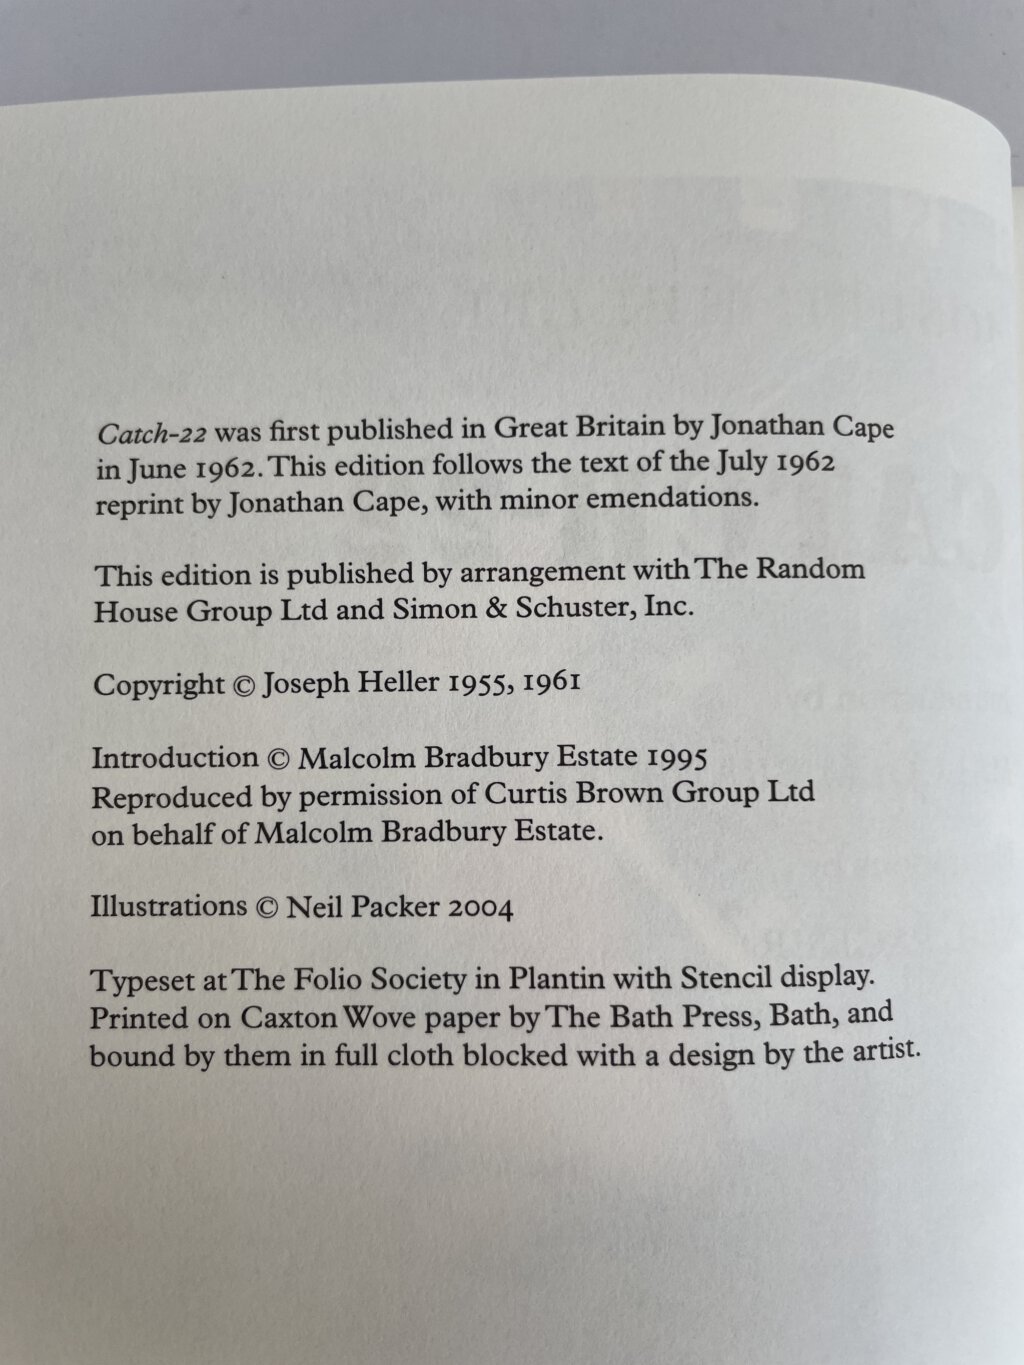 Catch-22 was first published in Great Britain by Jonathan Cape
in June 1962. This edition follows the text of the July 1962
reprint by Jonathan Cape, with minor emendations.
This edition is published by arrangement with The Random
House Group Ltd and Simon & Schuster, Inc.
Copyright © Joseph Heller 1955, 1961
Introduction © Malcolm Bradbury Estate 1995
Reproduced by permission of Curtis Brown Group Ltd
on behalf of Malcolm Bradbury Estate.
Illustrations © Neil Packer 2004
Typeset at The Folio Society in Plantin with Stencil display.
Printed on Caxton Wove paper by The Bath Press, Bath, and
bound by them in full cloth blocked with a design by the artist.